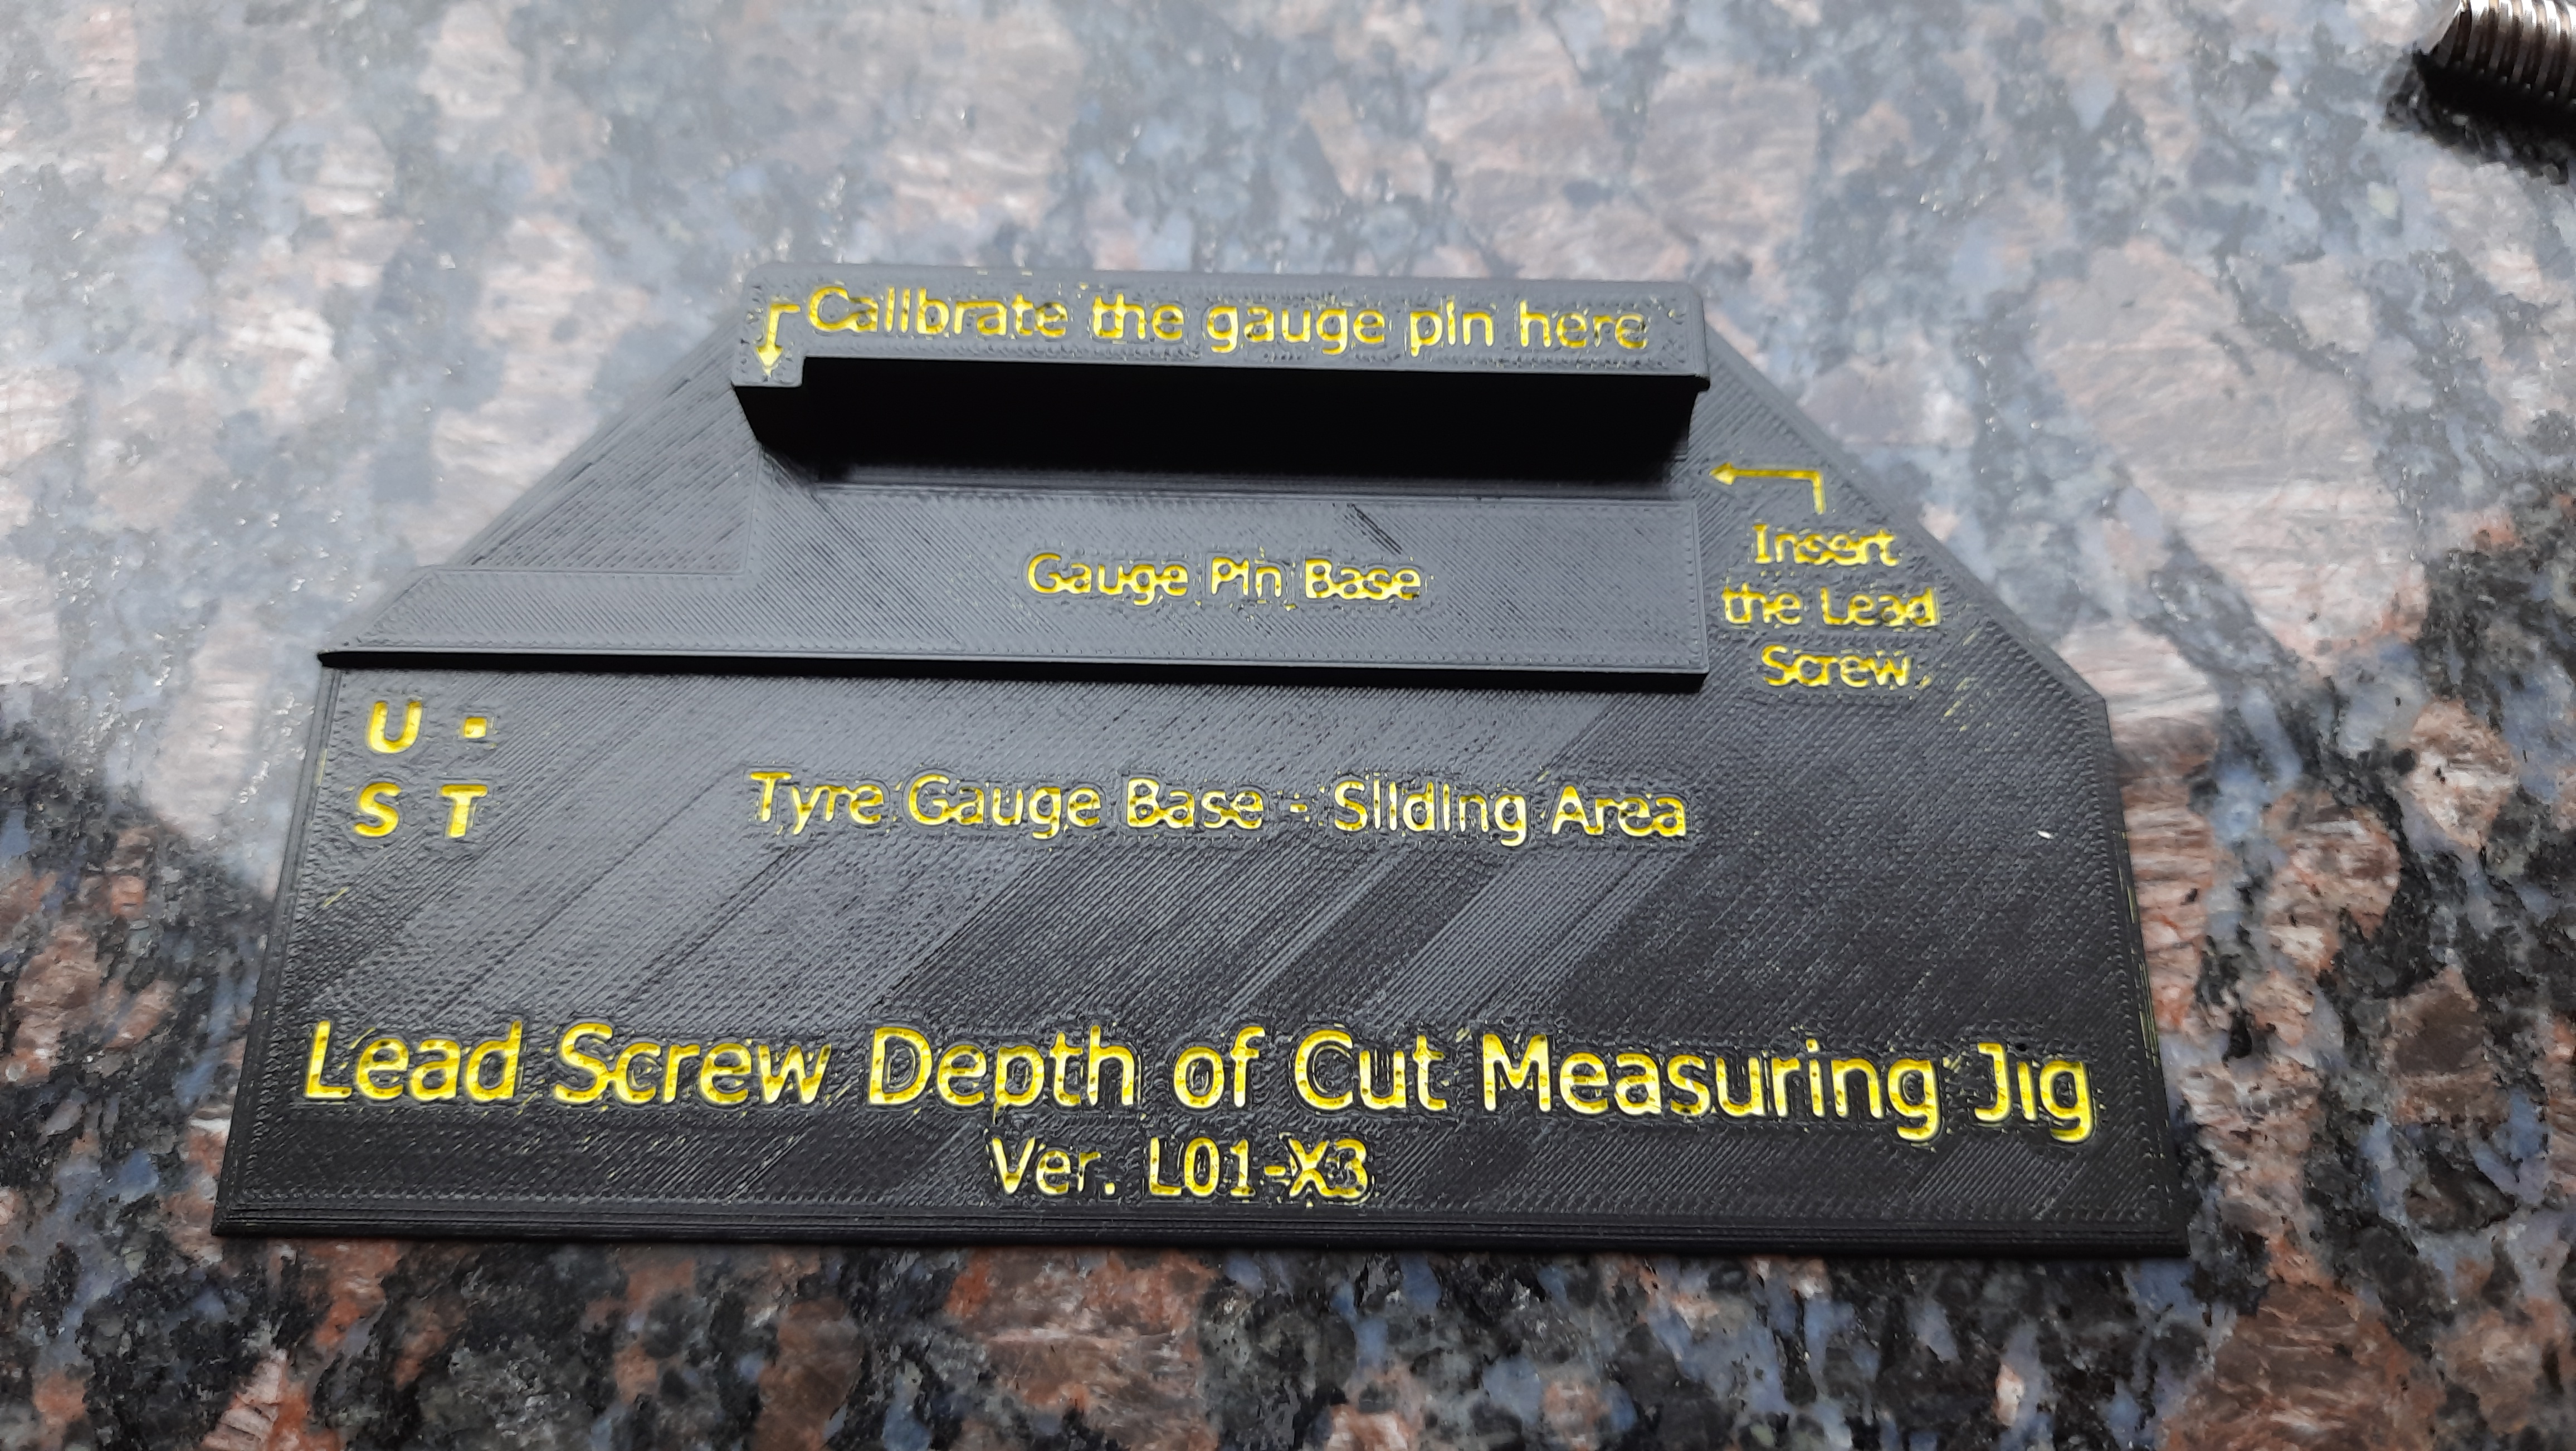 Calibrate the gauge pin here
Insert
the Lead
Screw
Gauge Pin Base
U ▪
S T
Tyre Gauge Base - Sliding Area
Lead Screw Depth of Cut Measuring Jig
Ver. L01-X3